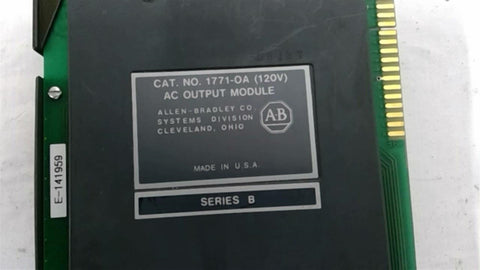 CAT. NO. 1771-OA (120V)
AC OUTPUT MODULE
ALLEN-BRADLEY CO.
SYSTEMS DIVISION
CLEVELAND, OHIO
AB
MADE IN U.S.A.
SERIES B
E-141959